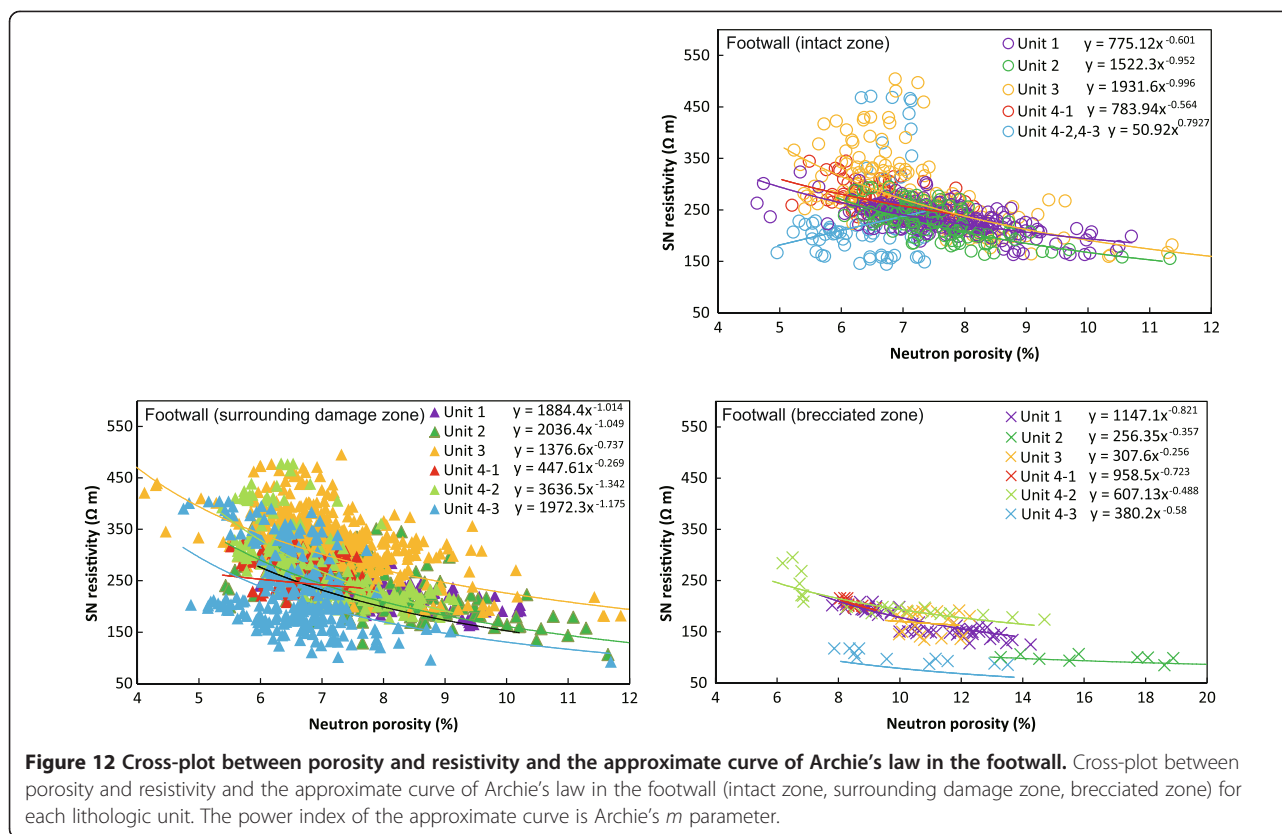 Footwall (intact zone)
Unit 1 y = 775.12x^-0.601
Unit 2 y = 1522.3x^-0.952
Unit 3 y = 1931.6x^-0.996
Unit 4-1 y = 783.94x^-0.564
Unit 4-2,4-3 y = 50.92x^0.7927
550
450
350
250
150
50
SN resistivity (Ω m)
4 5 6 7 8 9 10 11 12
Neutron porosity (%)
Footwall (surrounding damage zone)
Unit 1 y = 1884.4x^-1.014
Unit 2 y = 2036.4x^-1.049
Unit 3 y = 1376.6x^-0.737
Unit 4-1 y = 447.61x^-0.269
Unit 4-2 y = 3636.5x^-1.342
Unit 4-3 y = 1972.3x^-1.175
550
450
350
250
150
50
SN resistivity (Ω m)
4 5 6 7 8 9 10 11 12
Neutron porosity (%)
Footwall (brecciated zone)
Unit 1 y = 1147.1x^-0.821
Unit 2 y = 256.35x^-0.357
Unit 3 y = 307.6x^-0.256
Unit 4-1 y = 958.5x^-0.723
Unit 4-2 y = 607.13x^-0.488
Unit 4-3 y = 380.2x^-0.58
550
450
350
250
150
50
SN resistivity (Ω m)
4 6 8 10 12 14 16 18 20
Neutron porosity (%)
Figure 12 Cross-plot between porosity and resistivity and the approximate curve of Archie's law in the footwall. Cross-plot between
porosity and resistivity and the approximate curve of Archie's law in the footwall (intact zone, surrounding damage zone, brecciated zone) for
each lithologic unit. The power index of the approximate curve is Archie's m parameter.